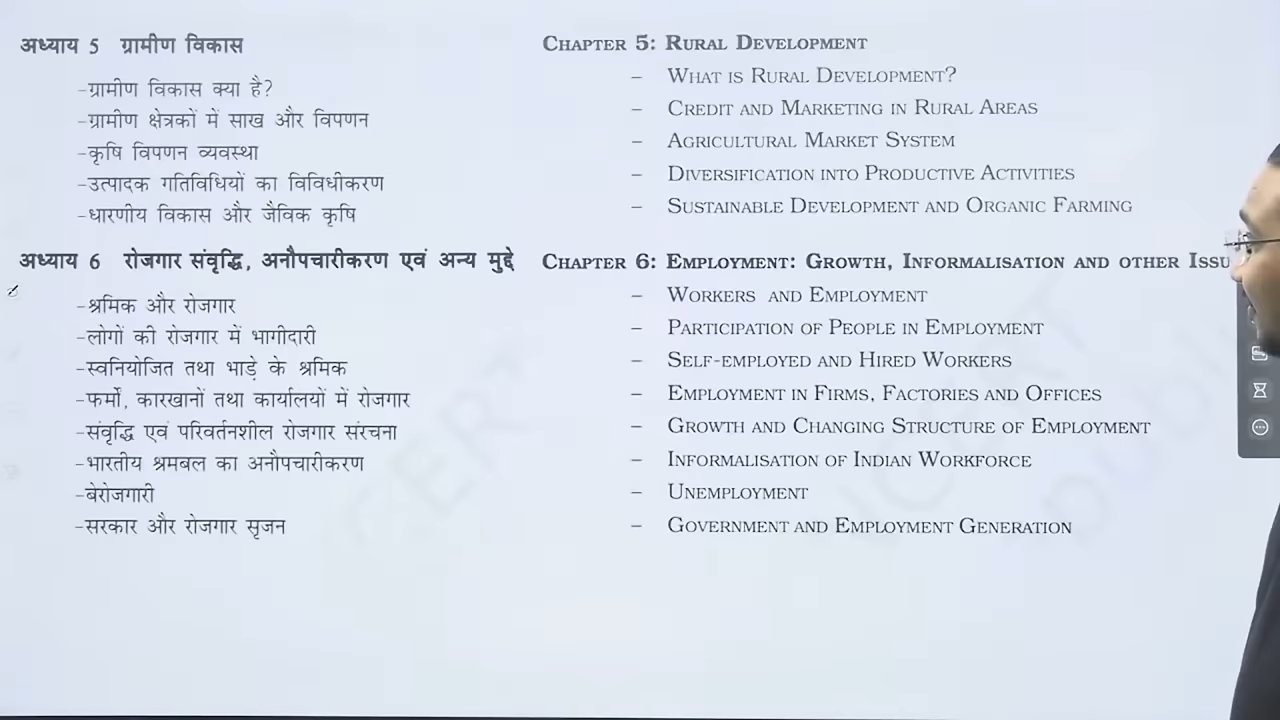 अध्याय 5 ग्रामीण विकास
-ग्रामीण विकास क्या है?
-ग्रामीण क्षेत्रकों में साख और विपणन
-कृषि विपणन व्यवस्था
-उत्पादक गतिविधियों का विविधीकरण
-धारणीय विकास और जैविक कृषि
अध्याय 6 रोजगार संवृद्धि, अनौपचारीकरण एवं अन्य मुद्दे
-श्रमिक और रोजगार
-लोगों की रोजगार में भागीदारी
-स्वनियोजित तथा भाड़े के श्रमिक
-फर्मों, कारखानों तथा कार्यालयों में रोजगार
-संवृद्धि एवं परिवर्तनशील रोजगार संरचना
-भारतीय श्रमबल का अनौपचारीकरण
-बेरोजगारी
-सरकार और रोजगार सृजन
CHAPTER 5: RURAL DEVELOPMENT
– WHAT IS RURAL DEVELOPMENT?
– CREDIT AND MARKETING IN RURAL AREAS
– AGRICULTURAL MARKET SYSTEM
– DIVERSIFICATION INTO PRODUCTIVE ACTIVITIES
– SUSTAINABLE DEVELOPMENT AND ORGANIC FARMING
CHAPTER 6: EMPLOYMENT: GROWTH, INFORMALISATION AND OTHER ISSU
– WORKERS AND EMPLOYMENT
– PARTICIPATION OF PEOPLE IN EMPLOYMENT
– SELF-EMPLOYED AND HIRED WORKERS
– EMPLOYMENT IN FIRMS, FACTORIES AND OFFICES
– GROWTH AND CHANGING STRUCTURE OF EMPLOYMENT
– INFORMALISATION OF INDIAN WORKFORCE
– UNEMPLOYMENT
– GOVERNMENT AND EMPLOYMENT GENERATION
NCERT